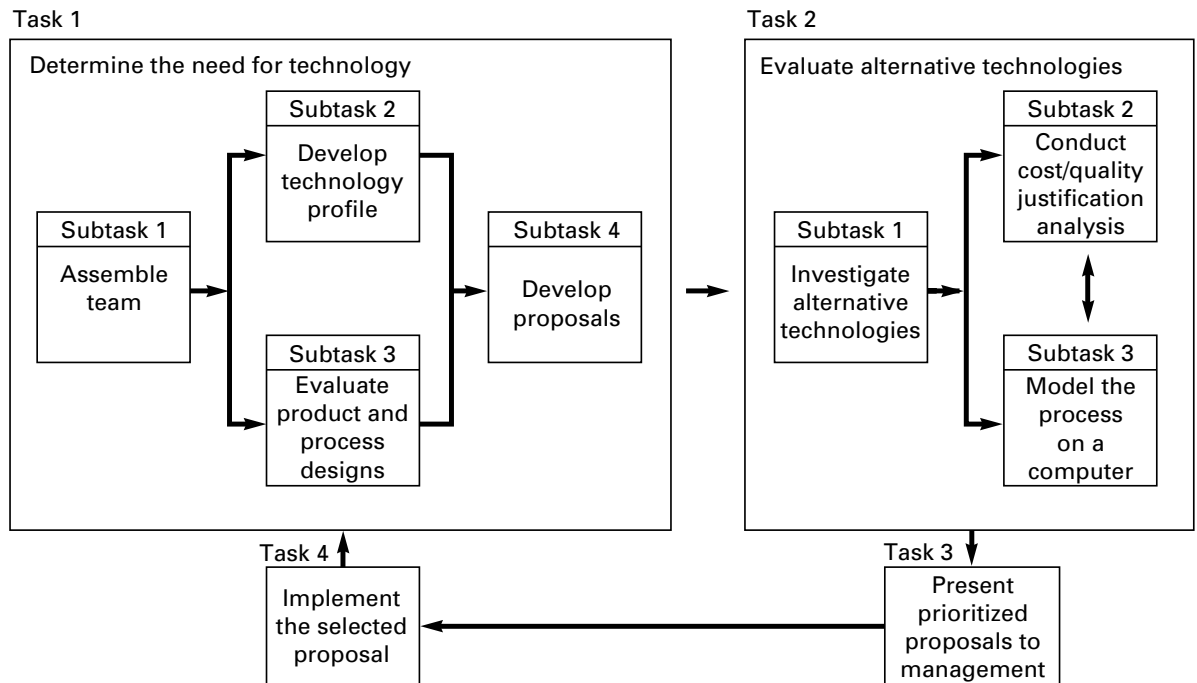 Task 1
Determine the need for technology
Subtask 1
Assemble
team
Subtask 2
Develop
technology
profile
Subtask 3
Evaluate
product and
process
designs
Subtask 4
Develop
proposals
Task 2
Evaluate alternative technologies
Subtask 1
Investigate
alternative
technologies
Subtask 2
Conduct
cost/quality
justification
analysis
Subtask 3
Model the
process
on a
computer
Task 3
Present
prioritized
proposals to
management
Task 4
Implement
the selected
proposal